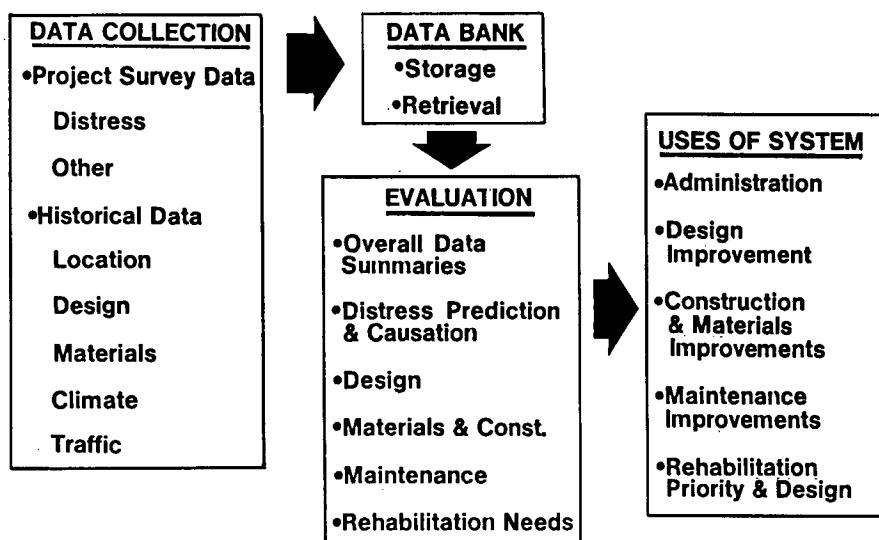 DATA COLLECTION
•Project Survey Data
Distress
Other
•Historical Data
Location
Design
Materials
Climate
Traffic
DATA BANK
•Storage
•Retrieval
EVALUATION
•Overall Data
Summaries
•Distress Prediction
& Causation
•Design
•Materials & Const.
•Maintenance
•Rehabilitation Needs
USES OF SYSTEM
•Administration
•Design
Improvement
•Construction
& Materials
Improvements
•Maintenance
Improvements
•Rehabilitation
Priority & Design